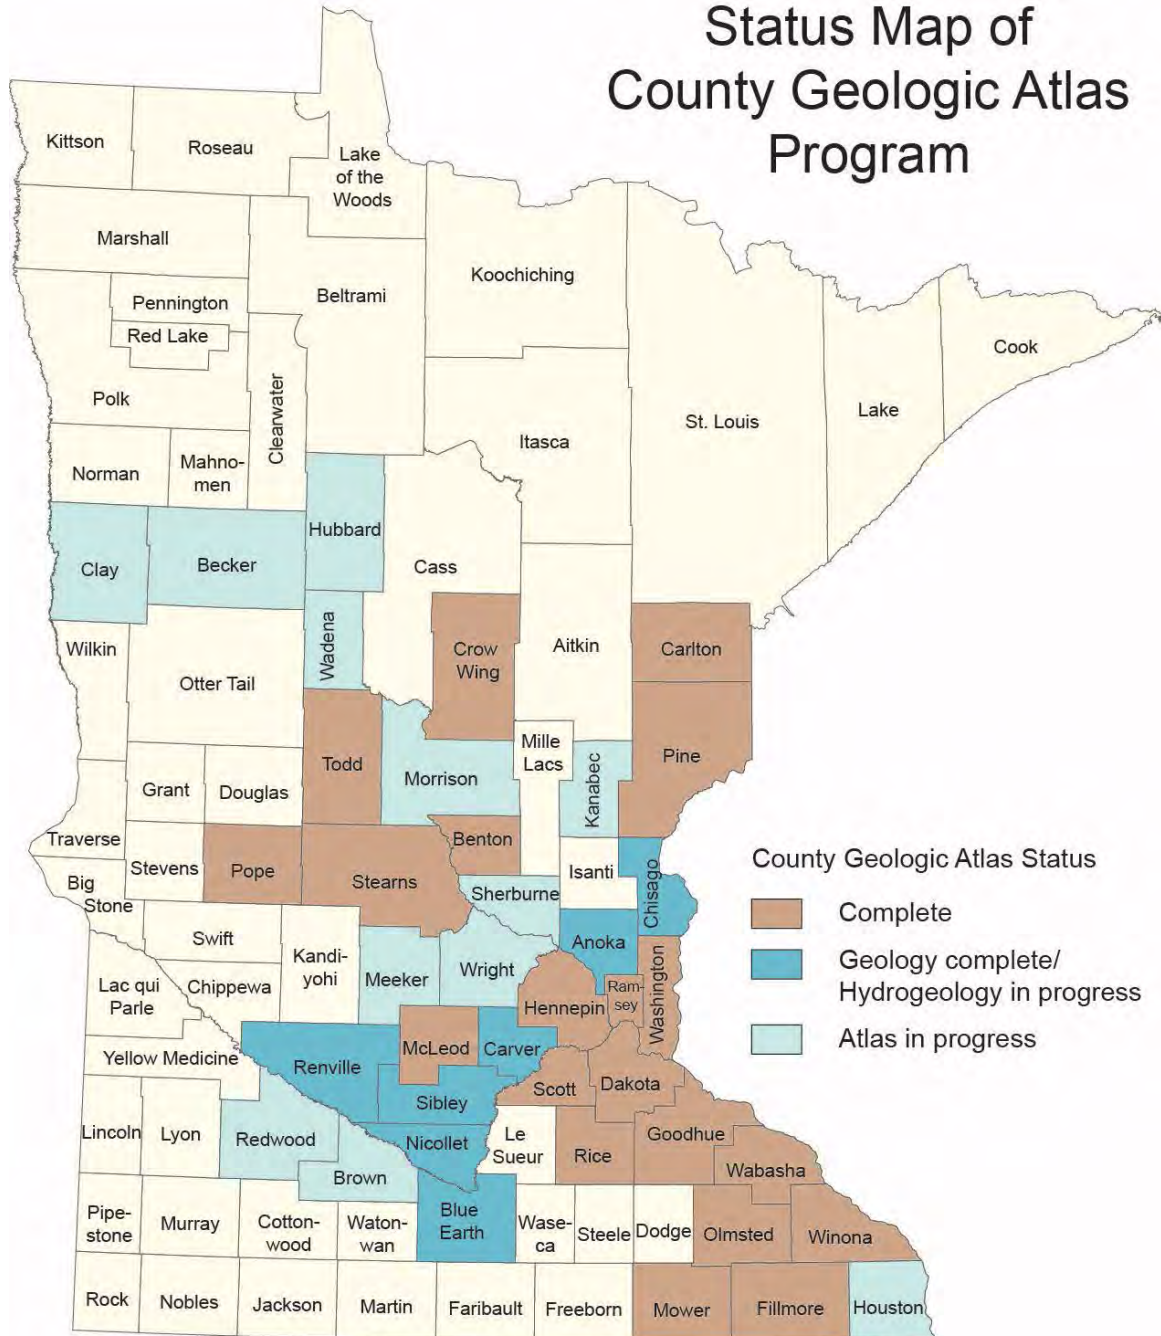 Status Map of
County Geologic Atlas
Program
Kittson
Roseau
Lake
of the
Woods
Marshall
Koochiching
Beltrami
Pennington
Red Lake
Cook
Polk
Clearwater
Lake
St. Louis
Itasca
Norman
Mahno-
men
Hubbard
Clay
Becker
Cass
Wilkin
Wadena
Crow
Wing
Aitkin
Carlton
Otter Tail
Mille
Lacs
Pine
Todd
Morrison
Kanabec
Grant
Douglas
Traverse
Benton
Stevens
Pope
Stearns
Isanti
Chisago
Big
Stone
Sherburne
Swift
Kandi-
yohi
Anoka
Meeker
Wright
Lac qui
Parle
Chippewa
Hennepin
Ram-
sey
Washington
Yellow Medicine
Renville
McLeod
Carver
Scott
Dakota
Sibley
Lincoln
Lyon
Redwood
Nicollet
Le
Sueur
Rice
Goodhue
Wabasha
Brown
Pipe-
stone
Murray
Cotton-
wood
Waton-
wan
Blue
Earth
Wase-
ca
Steele
Dodge
Olmsted
Winona
Rock
Nobles
Jackson
Martin
Faribault
Freeborn
Mower
Fillmore
Houston
County Geologic Atlas Status
Complete
Geology complete/
Hydrogeology in progress
Atlas in progress